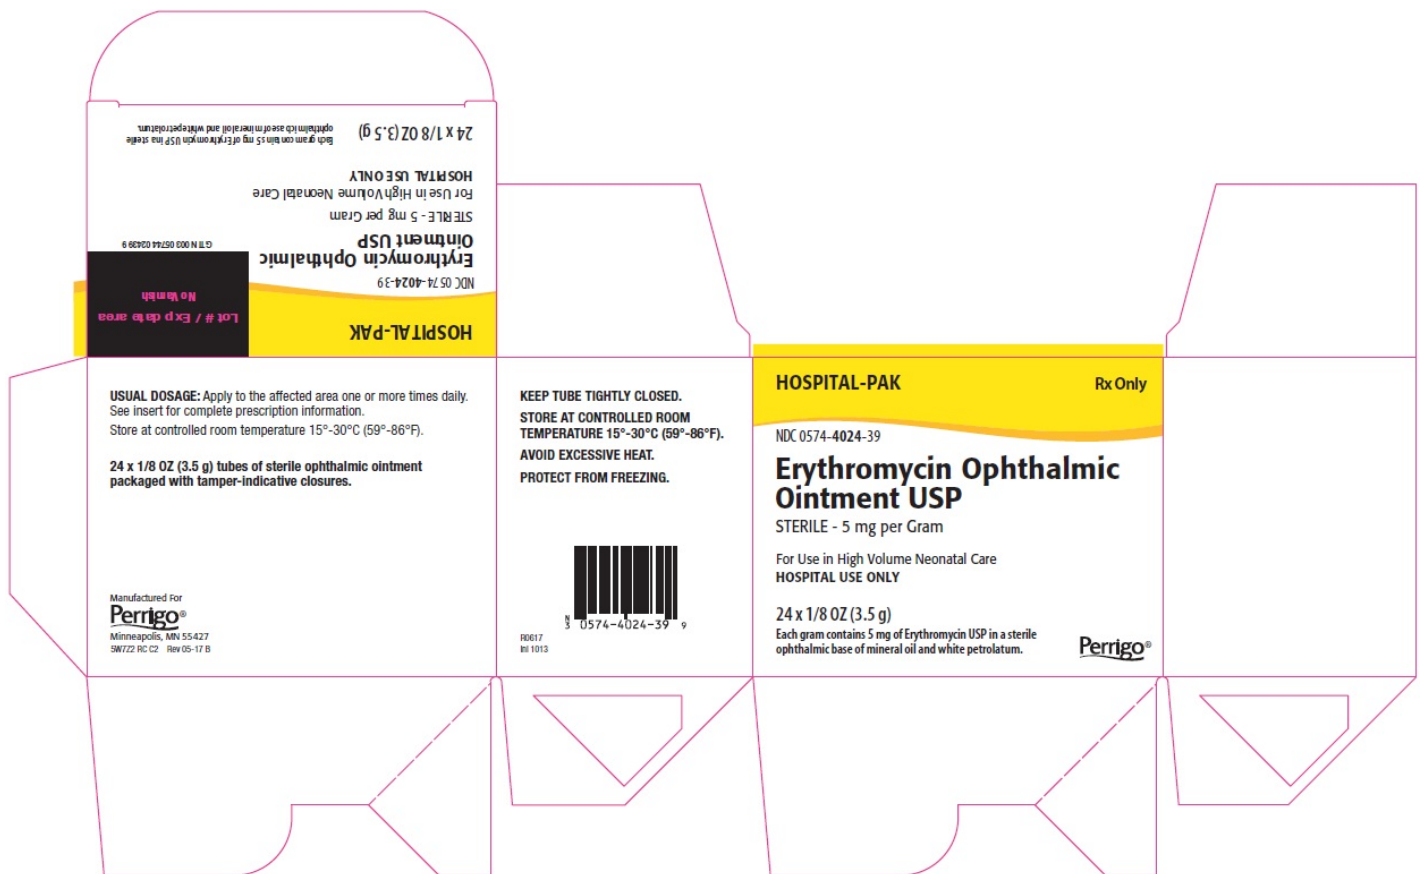 24 x 1/8 OZ (3.5 g)
Each gram contains 5 mg of Erythromycin USP in a sterile
ophthalmic base of mineral oil and white petrolatum.
HOSPITAL USE ONLY
For Use in High Volume Neonatal Care
STERILE - 5 mg per Gram
Ointment USP
Erythromycin Ophthalmic
GTIN 003 05744 02439 9
NDC 0574-4024-39
No Varnish
Lot # / Exp date area
HOSPITAL-PAK
USUAL DOSAGE: Apply to the affected area one or more times daily.
See insert for complete prescription information.
Store at controlled room temperature 15°-30°C (59°-86°F).
24 x 1/8 OZ (3.5 g) tubes of sterile ophthalmic ointment
packaged with tamper-indicative closures.
Manufactured For
Perrigo®
Minneapolis, MN 55427
5W7Z2 RC C2 Rev 05-17 B
KEEP TUBE TIGHTLY CLOSED.
STORE AT CONTROLLED ROOM
TEMPERATURE 15°-30°C (59°-86°F).
AVOID EXCESSIVE HEAT.
PROTECT FROM FREEZING.
N
3 0574-4024-39 9
R0617
Inl 1013
HOSPITAL-PAK Rx Only
NDC 0574-4024-39
Erythromycin Ophthalmic
Ointment USP
STERILE - 5 mg per Gram
For Use in High Volume Neonatal Care
HOSPITAL USE ONLY
24 x 1/8 OZ (3.5 g)
Each gram contains 5 mg of Erythromycin USP in a sterile
ophthalmic base of mineral oil and white petrolatum.
Perrigo®